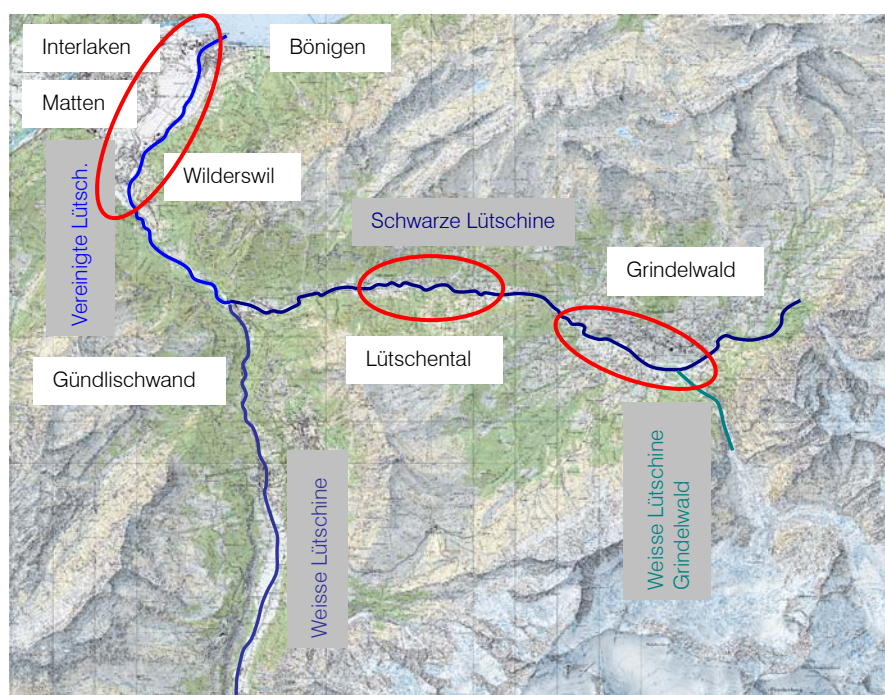 Interlaken
Bönigen
Matten
Wilderswil
Vereinigte Lütsch.
Schwarze Lütschine
Grindelwald
Lütschental
Gündlischwand
Weisse Lütschine
Weisse Lütschine
Grindelwald